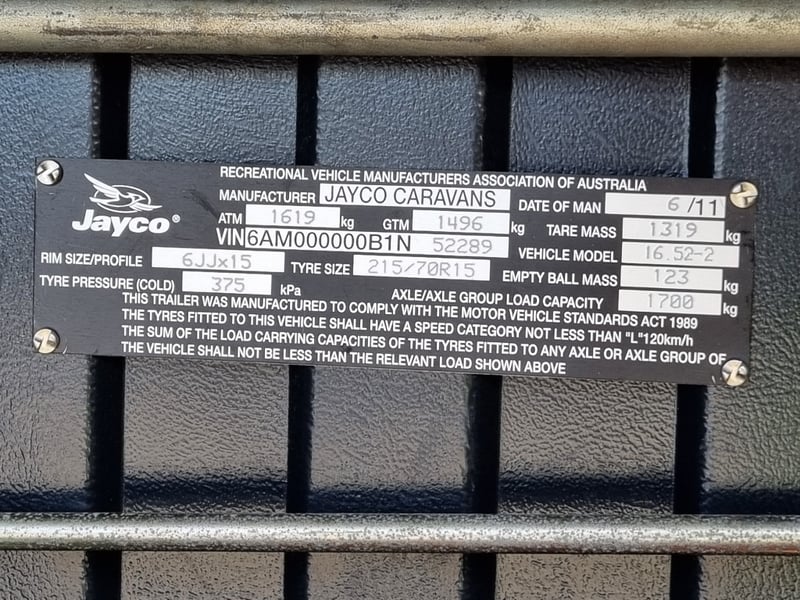 RECREATIONAL VEHICLE MANUFACTURERS ASSOCIATION OF AUSTRALIA
Jayco®
MANUFACTURER JAYCO CARAVANS DATE OF MAN 6/11
ATM 1619 kg GTM 1496 kg TARE MASS 1319 kg
VIN 6AM000000B1N 52289 VEHICLE MODEL 16.52-2
RIM SIZE/PROFILE 6JJx15 TYRE SIZE 215/70R15 EMPTY BALL MASS 123 kg
TYRE PRESSURE (COLD) 375 kPa AXLE/AXLE GROUP LOAD CAPACITY 1700 kg
THIS TRAILER WAS MANUFACTURED TO COMPLY WITH THE MOTOR VEHICLE STANDARDS ACT 1989
THE TYRES FITTED TO THIS VEHICLE SHALL HAVE A SPEED CATEGORY NOT LESS THAN "L"120km/h
THE SUM OF THE LOAD CARRYING CAPACITIES OF THE TYRES FITTED TO ANY AXLE OR AXLE GROUP OF
THE VEHICLE SHALL NOT BE LESS THAN THE RELEVANT LOAD SHOWN ABOVE